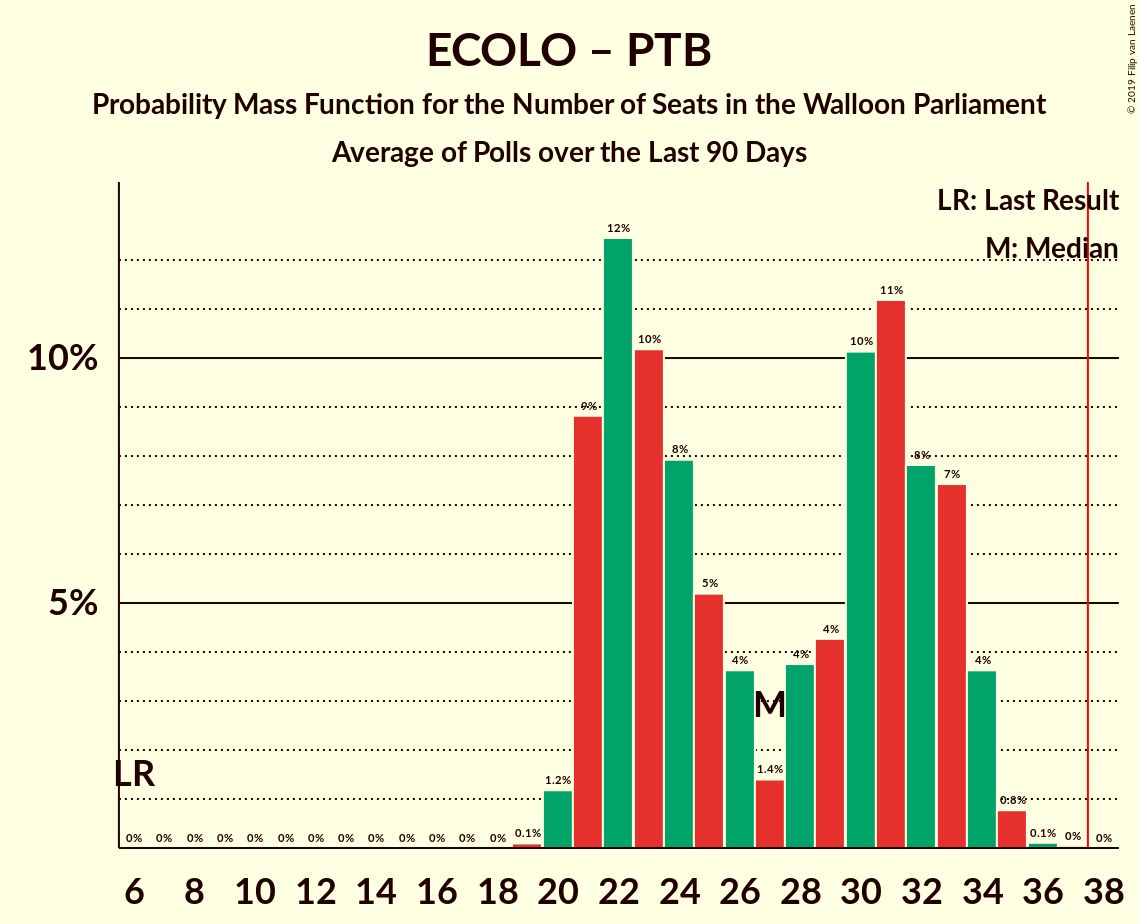 ECOLO – PTB
Probability Mass Function for the Number of Seats in the Walloon Parliament
Average of Polls over the Last 90 Days
© 2019 Filip van Laenen
LR: Last Result
M: Median
10%
5%
LR
M
0% 0% 0% 0% 0% 0% 0% 0% 0% 0% 0% 0% 0% 0.1% 1.2% 9% 12% 10% 8% 5% 4% 1.4% 4% 4% 10% 11% 8% 7% 4% 0.8% 0.1% 0% 0%
6 8 10 12 14 16 18 20 22 24 26 28 30 32 34 36 38